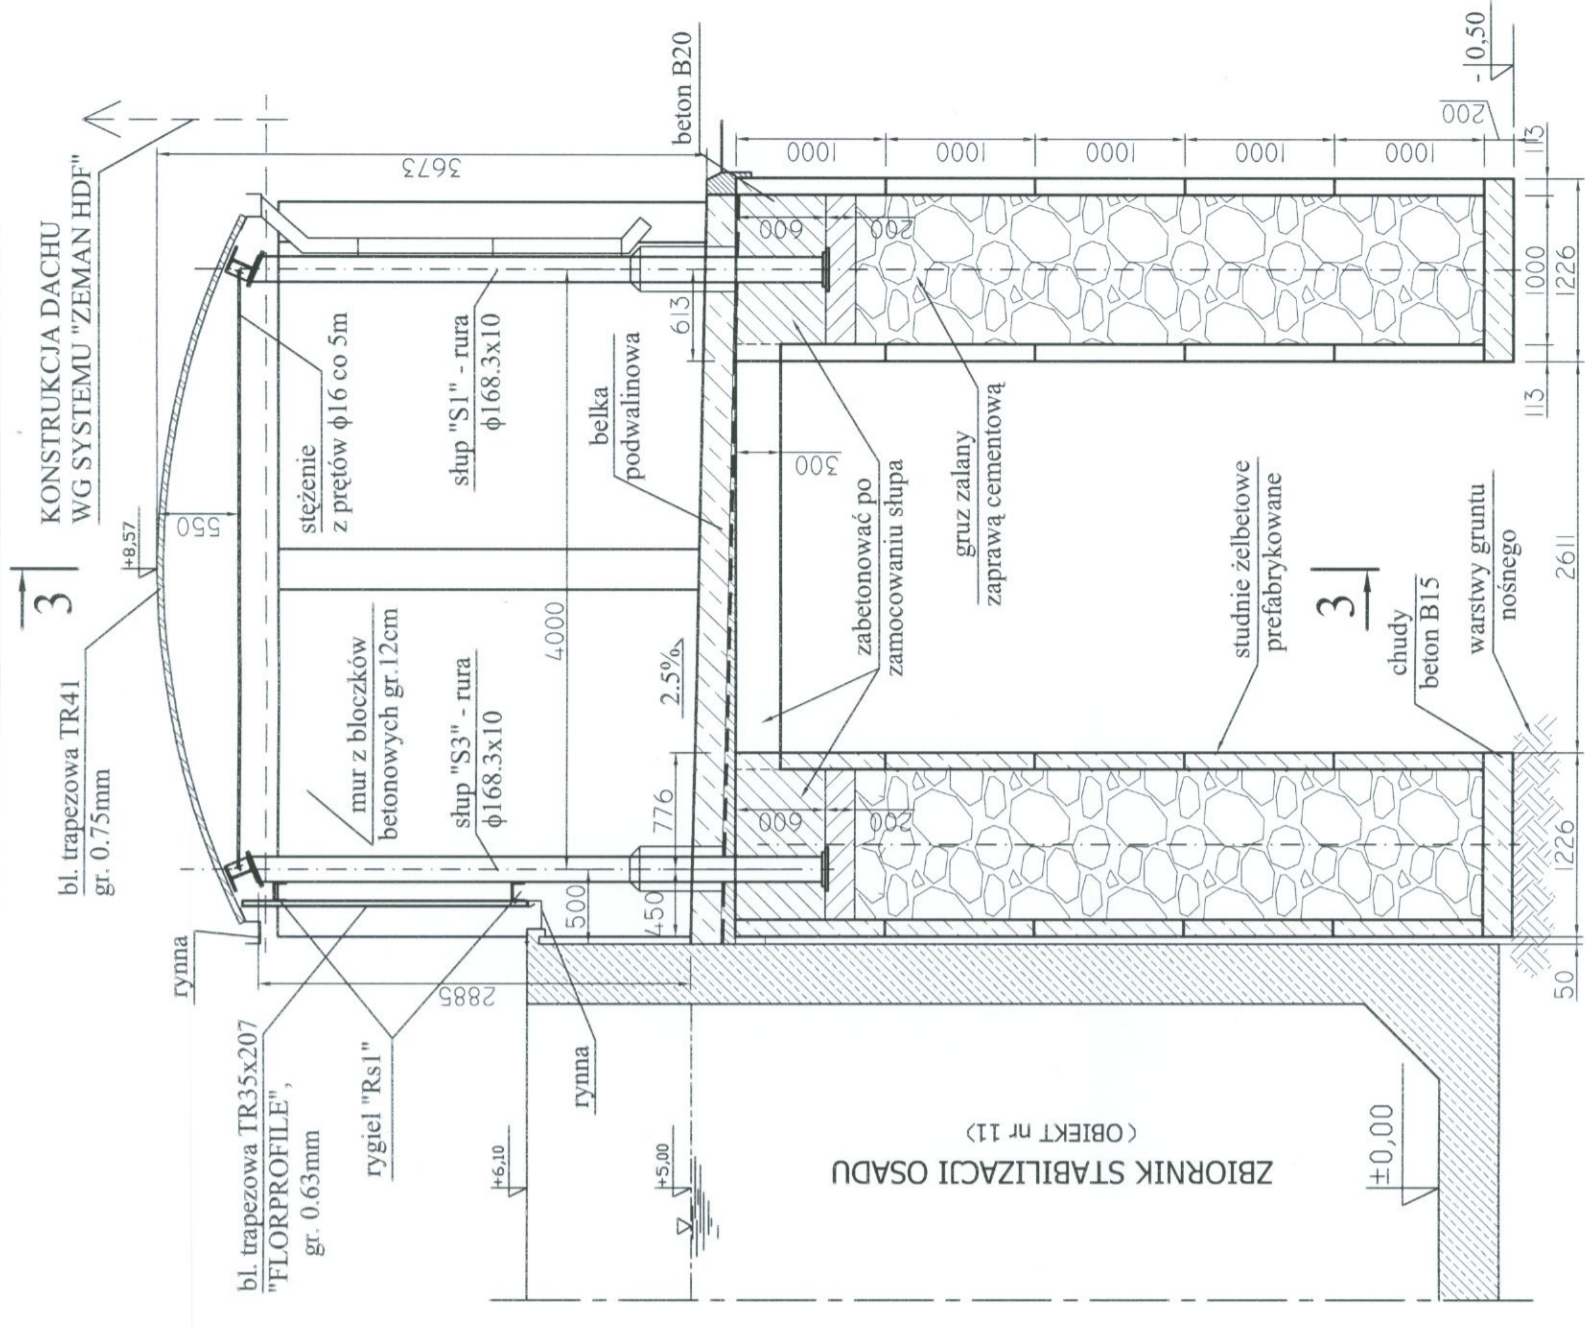 KONSTRUKCJA DACHU
WG SYSTEMU "ZEMAN HDF"
3
bl. trapezowa TR41
gr. 0.75mm
+8,57
550
3673
stężenie
z prętów ϕ16 co 5m
rynna
bl. trapezowa TR35x207
"FLORPROFILE",
gr. 0.63mm
rygiel "Rs1"
rynna
2885
mur z bloczków
betonowych gr.12cm
słup "S3" - rura
ϕ168.3x10
słup "S1" - rura
ϕ168.3x10
4000
500
450
776
2.5%
belka
podwalinowa
613
beton B20
+6,10
+5,00
600
200
600
200
300
zabetonować po
zamocowaniu słupa
gruz zalany
zaprawą cementową
studnie żelbetowe
prefabrykowane
3
chudy
beton B15
warstwy gruntu
nośnego
1000
1000
1000
1000
1000
200
- 0,50
ZBIORNIK STABILIZACJI OSADU
(OBIEKT nr 11)
±0,00
50
1226
2611
113
1000
113
1226